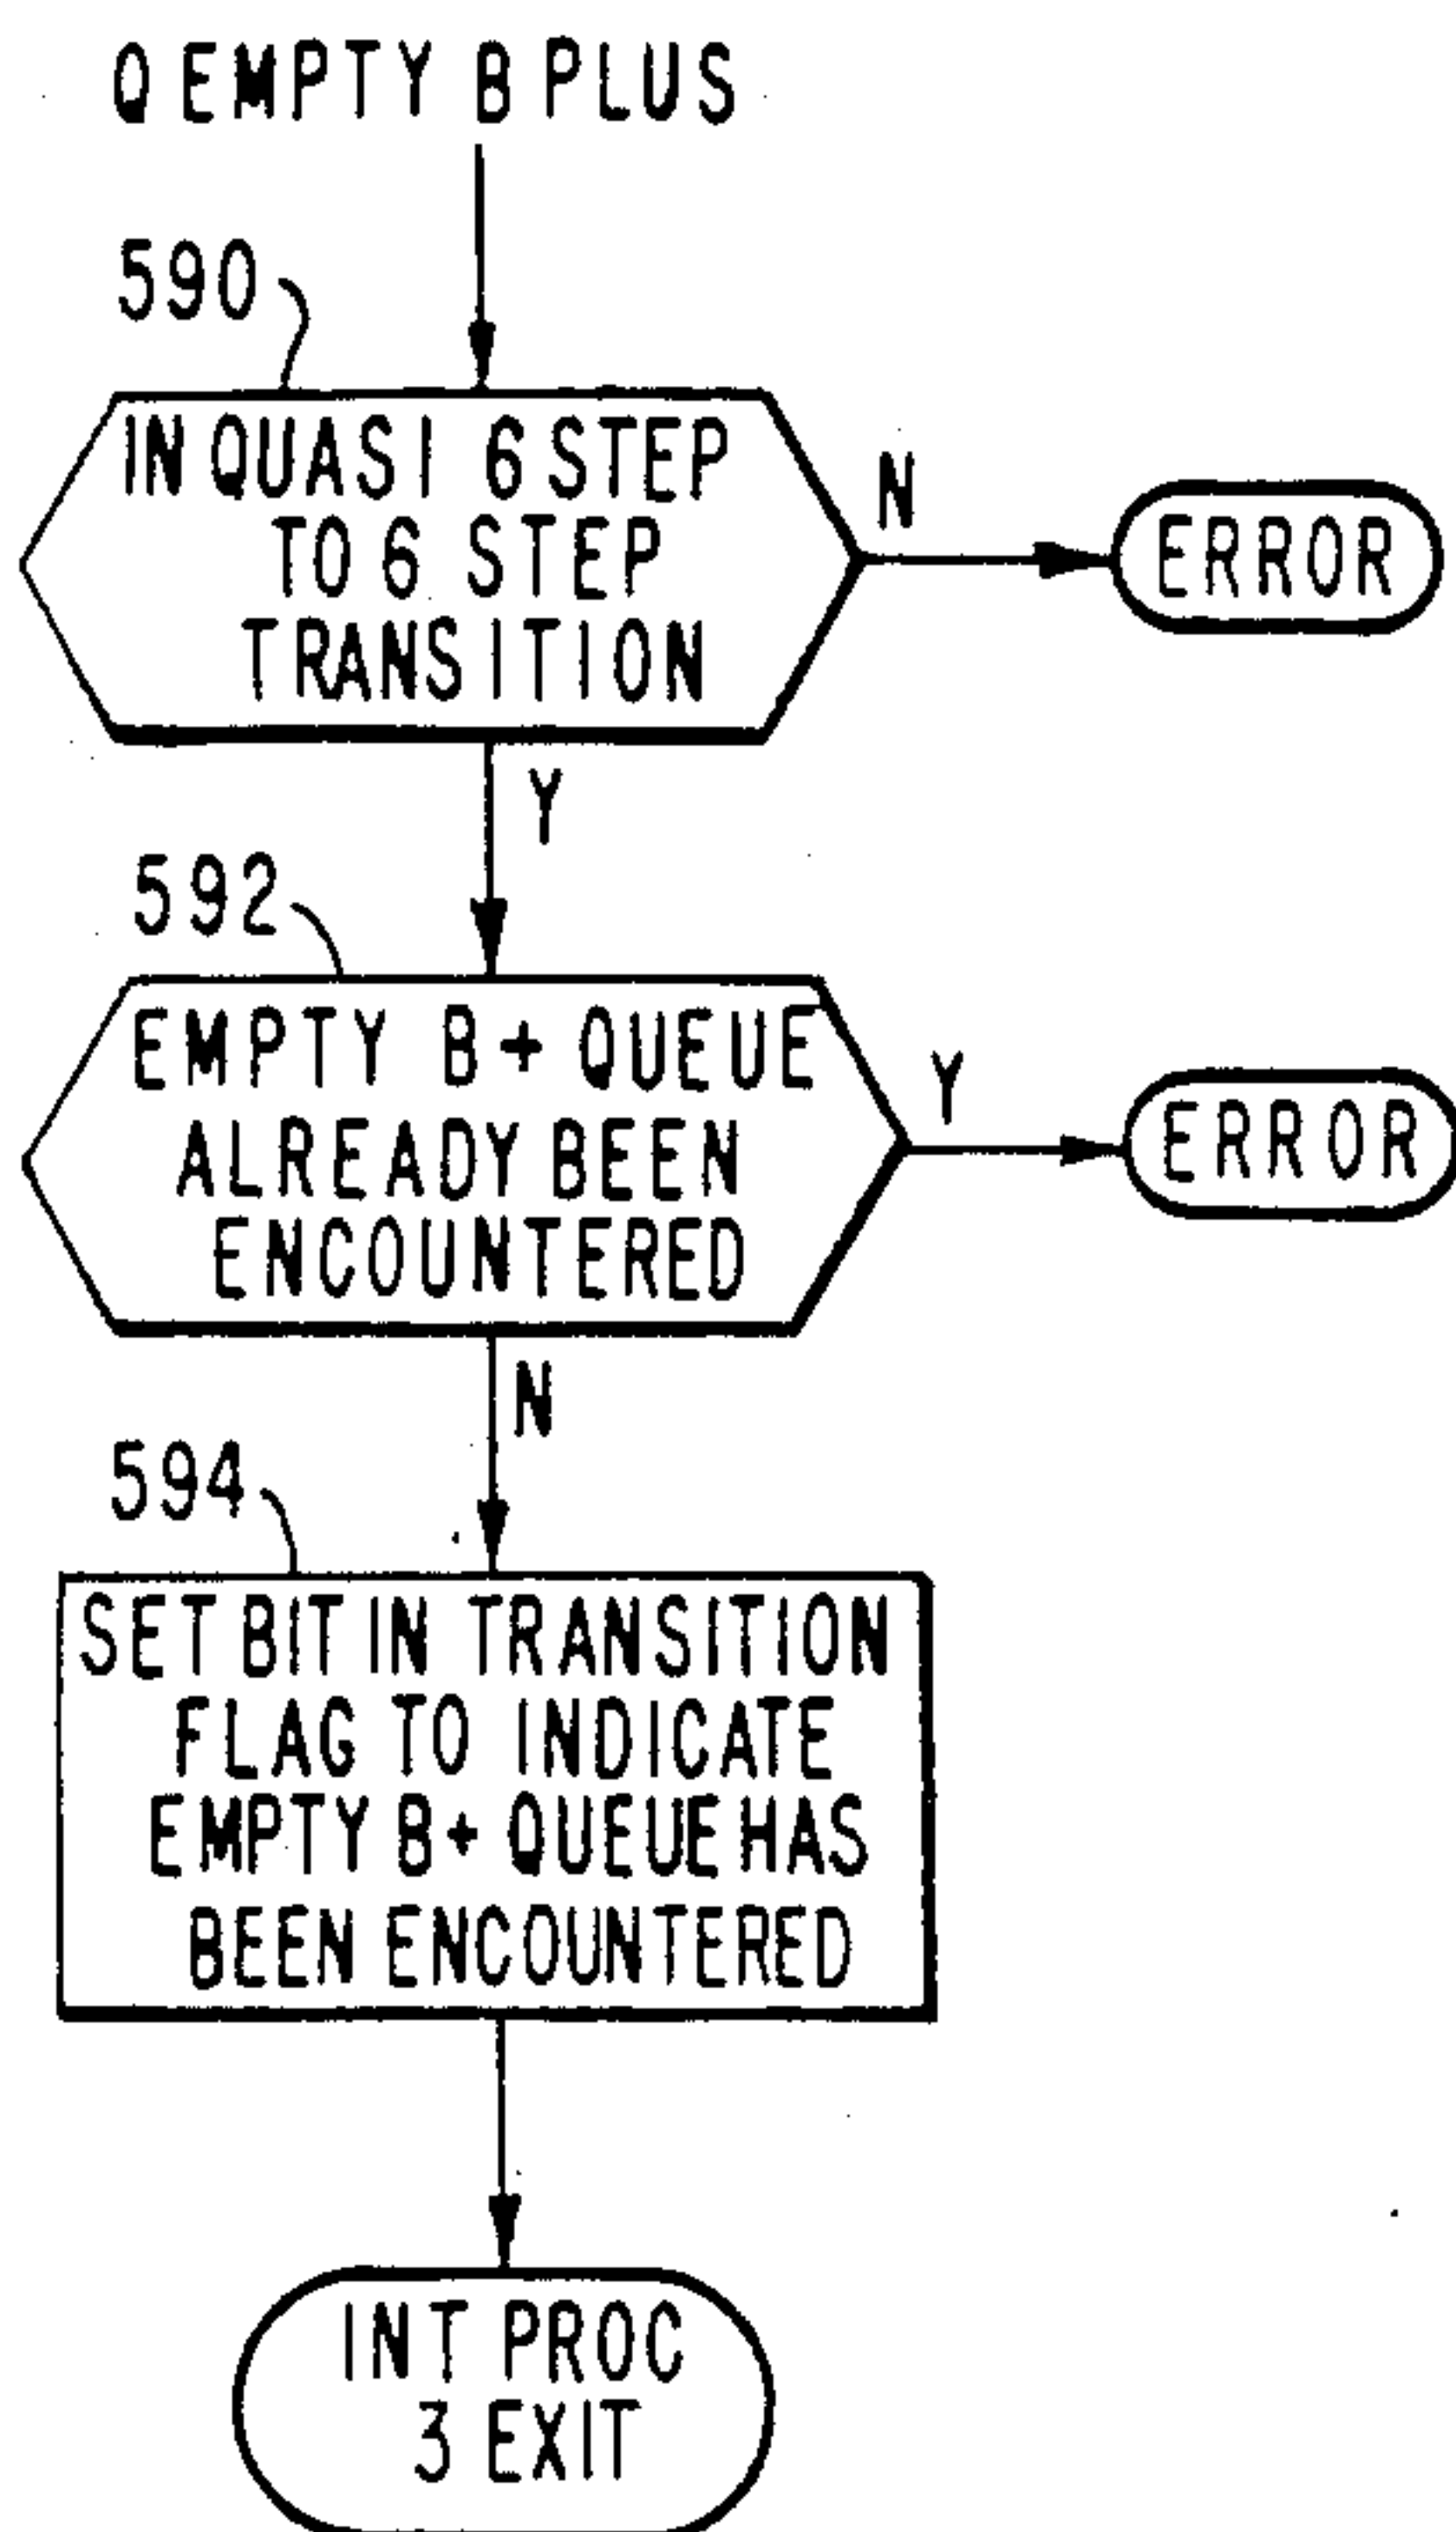 Q EMPTY B PLUS
590
IN QUASI 6 STEP
TO 6 STEP
TRANSITION
N
ERROR
Y
592
EMPTY B + QUEUE
ALREADY BEEN
ENCOUNTERED
Y
ERROR
N
594
SET BIT IN TRANSITION
FLAG TO INDICATE
EMPTY B+ QUEUE HAS
BEEN ENCOUNTERED
INT PROC
3 EXIT